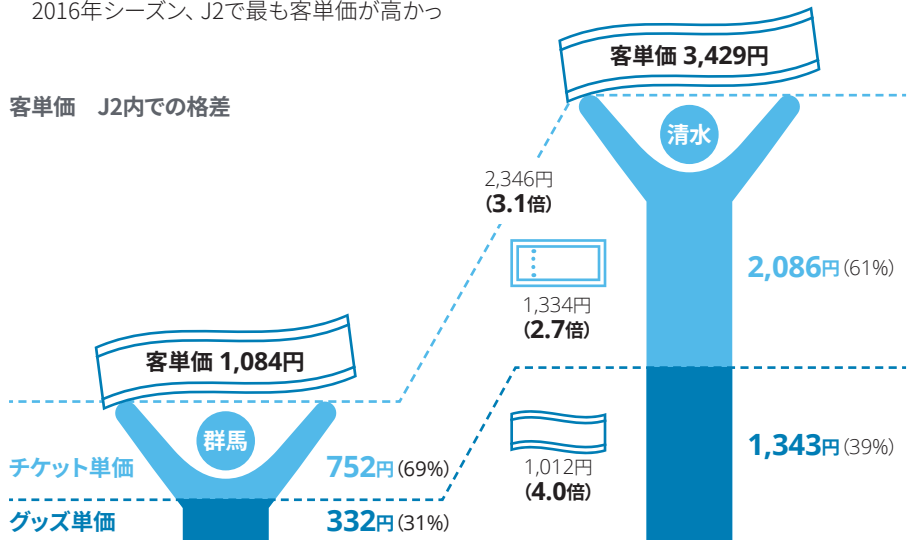 2016年シーズン、J2で最も客単価が高かっ
客単価 3,429円
客単価　J2内での格差
清水
2,346円
(3.1倍)
2,086円(61%)
1,334円
(2.7倍)
客単価 1,084円
群馬
1,343円(39%)
チケット単価 752円(69%)
1,012円
(4.0倍)
グッズ単価 332円(31%)